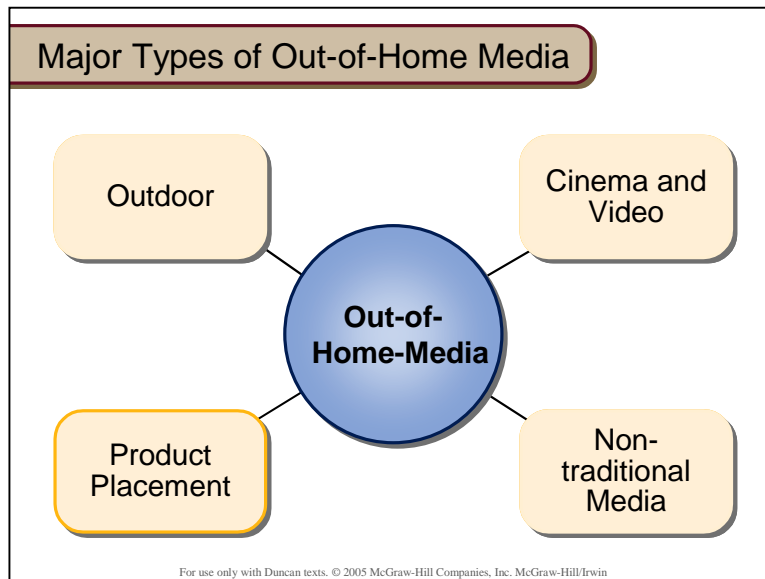 Major Types of Out-of-Home Media
Outdoor
Cinema and
Video
Out-of-
Home-Media
Product
Placement
Non-
traditional
Media
For use only with Duncan texts. © 2005 McGraw-Hill Companies, Inc. McGraw-Hill/Irwin